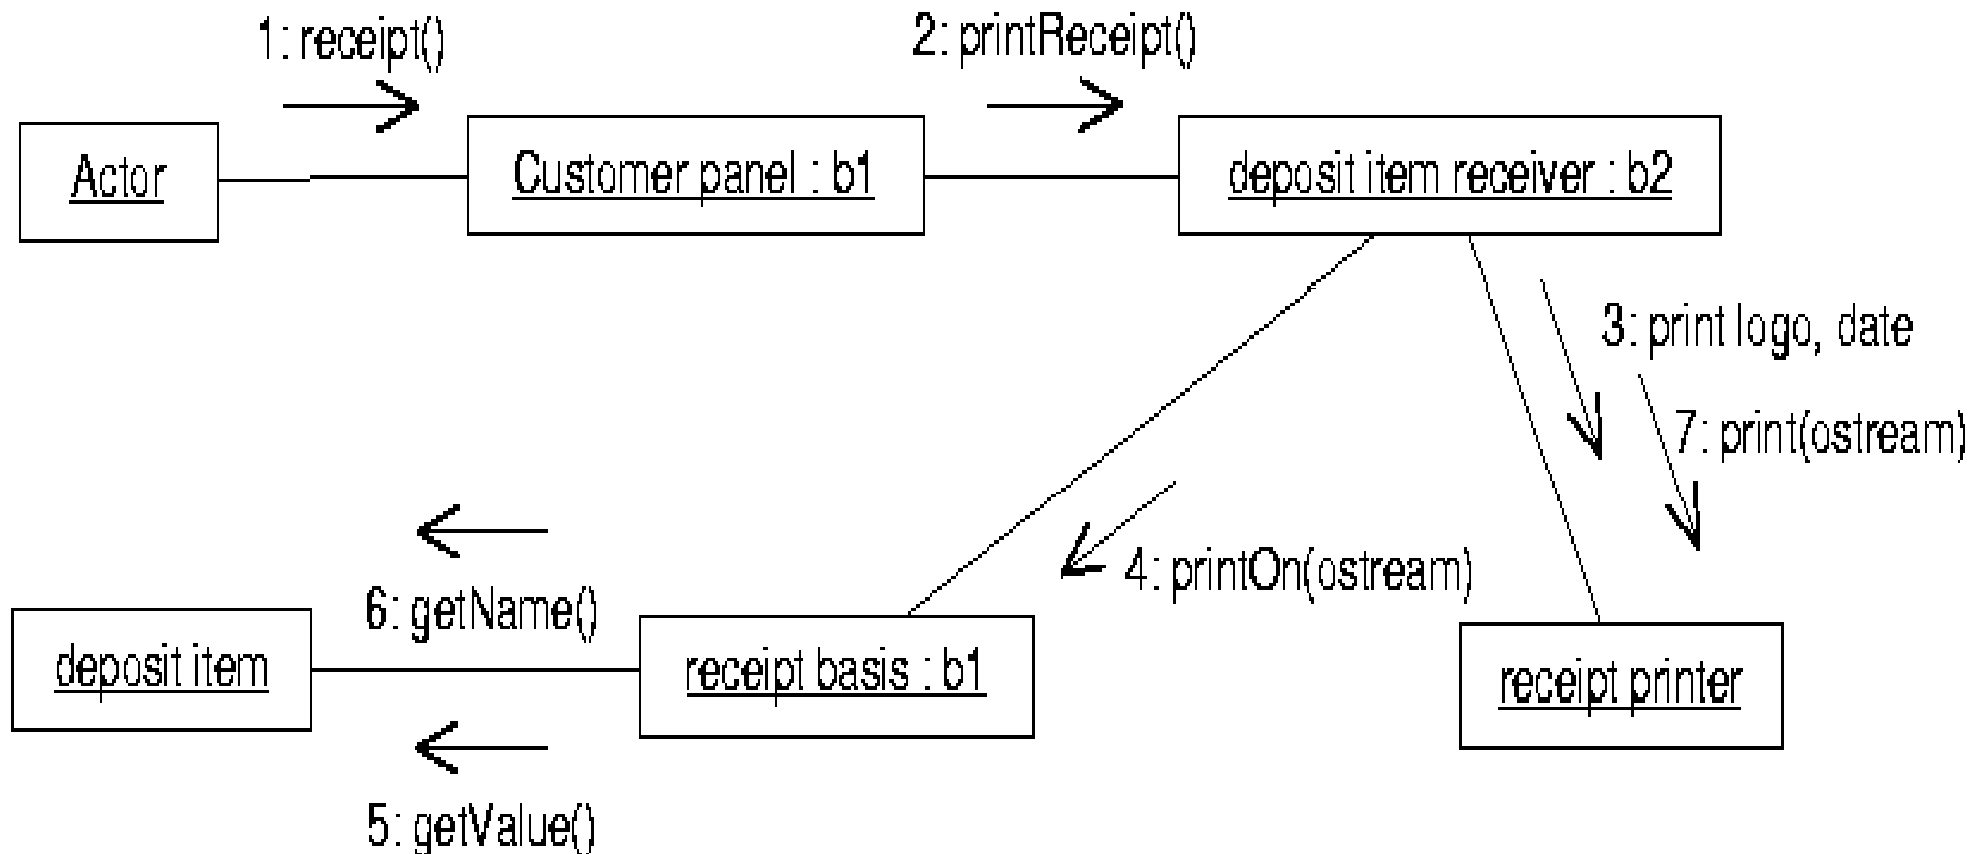 1: receipt()
2: printReceipt()
Actor
Customer panel : b1
deposit item receiver : b2
3: print logo, date
7: print(ostream)
4: printOn(ostream)
6: getName()
deposit item
receipt basis : b1
receipt printer
5: getValue()